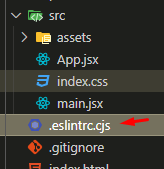 src
assets
App.jsx
index.css
main.jsx
.eslintrc.cjs
.gitignore
index.html